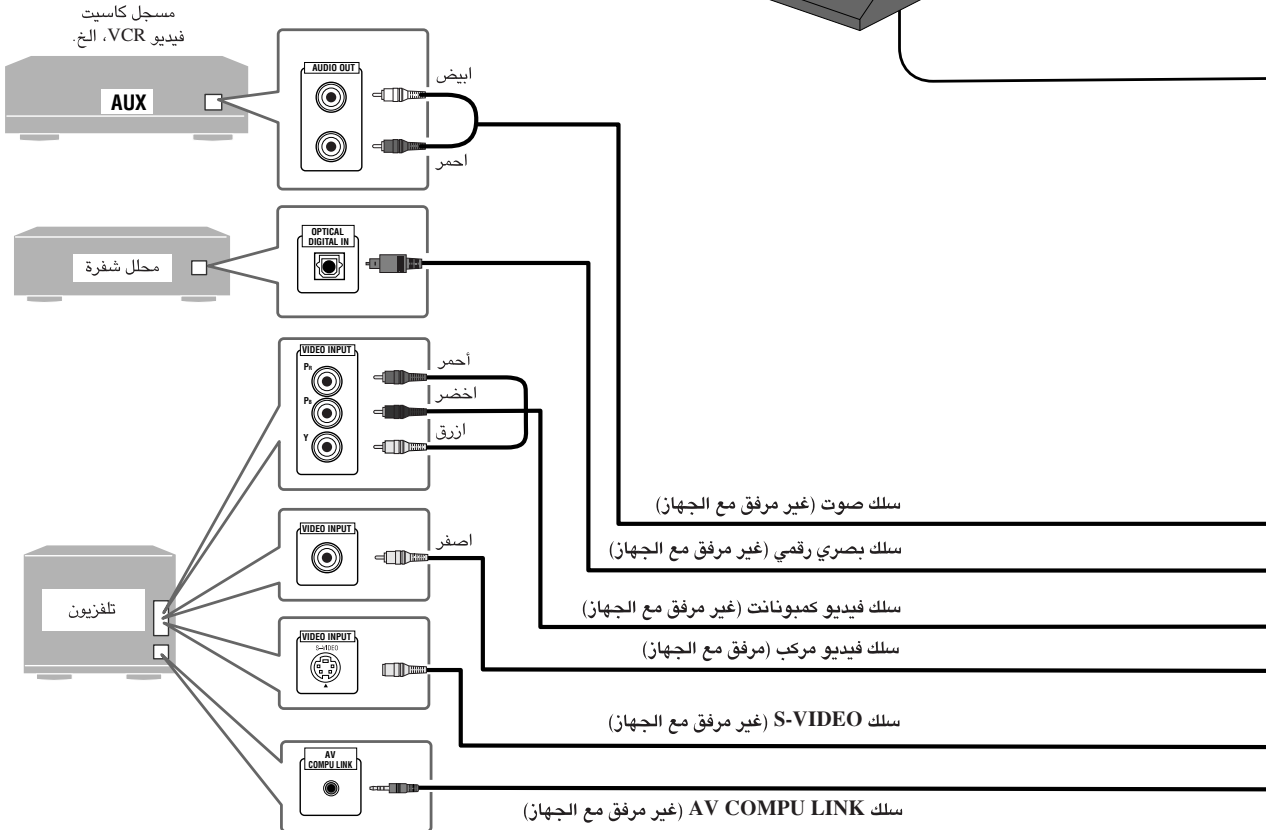 مسجل كاسيت
فيديو VCR، الخ.
AUX
AUDIO OUT
ابيض
احمر
محلل شفرة
OPTICAL
DIGITAL IN
VIDEO INPUT
PR
PB
Y
أحمر
اخضر
ازرق
سلك صوت (غير مرفق مع الجهاز)
سلك بصري رقمي (غير مرفق مع الجهاز)
سلك فيديو كمبونانت (غير مرفق مع الجهاز)
سلك فيديو مركب (مرفق مع الجهاز)
سلك S-VIDEO (غير مرفق مع الجهاز)
سلك AV COMPU LINK (غير مرفق مع الجهاز)
تلفزيون
VIDEO INPUT
اصفر
VIDEO INPUT
S-VIDEO
AV
COMPU LINK